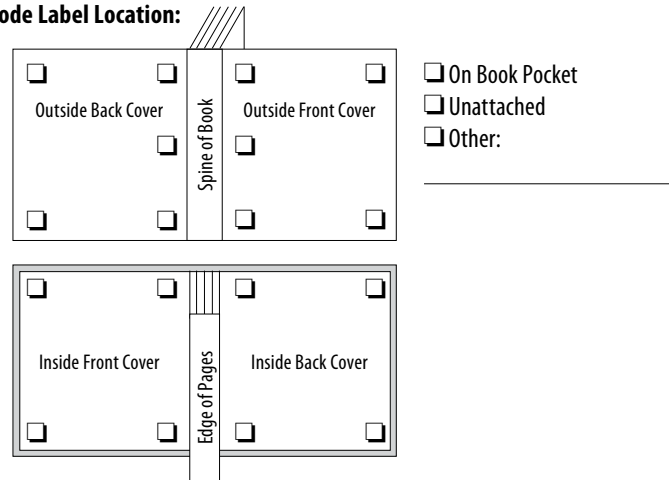 ode Label Location:
Outside Back Cover
Spine of Book
Outside Front Cover
On Book Pocket
Unattached
Other:
Inside Front Cover
Edge of Pages
Inside Back Cover